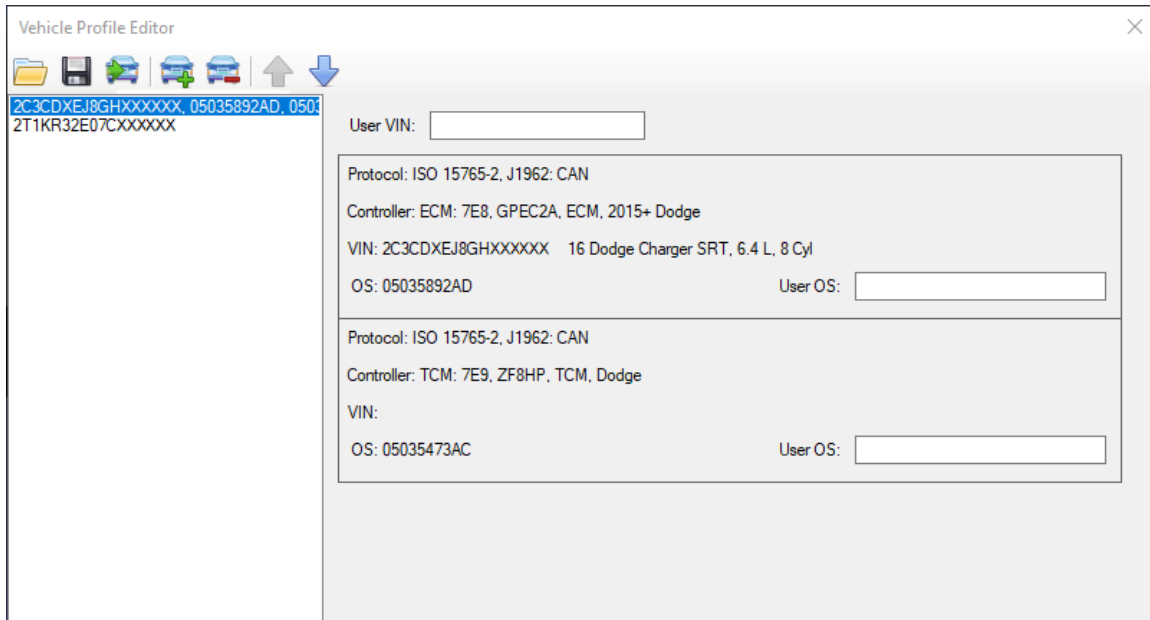 Vehicle Profile Editor
2C3CDXEJ8GHXXXXXX, 05035892AD, 0503
2T1KR32E07CXXXXXX
User VIN:
Protocol: ISO 15765-2, J1962: CAN
Controller: ECM: 7E8, GPEC2A, ECM, 2015+ Dodge
VIN: 2C3CDXEJ8GHXXXXXX 16 Dodge Charger SRT, 6.4 L, 8 Cyl
OS: 05035892AD User OS:
Protocol: ISO 15765-2, J1962: CAN
Controller: TCM: 7E9, ZF8HP, TCM, Dodge
VIN:
OS: 05035473AC User OS: